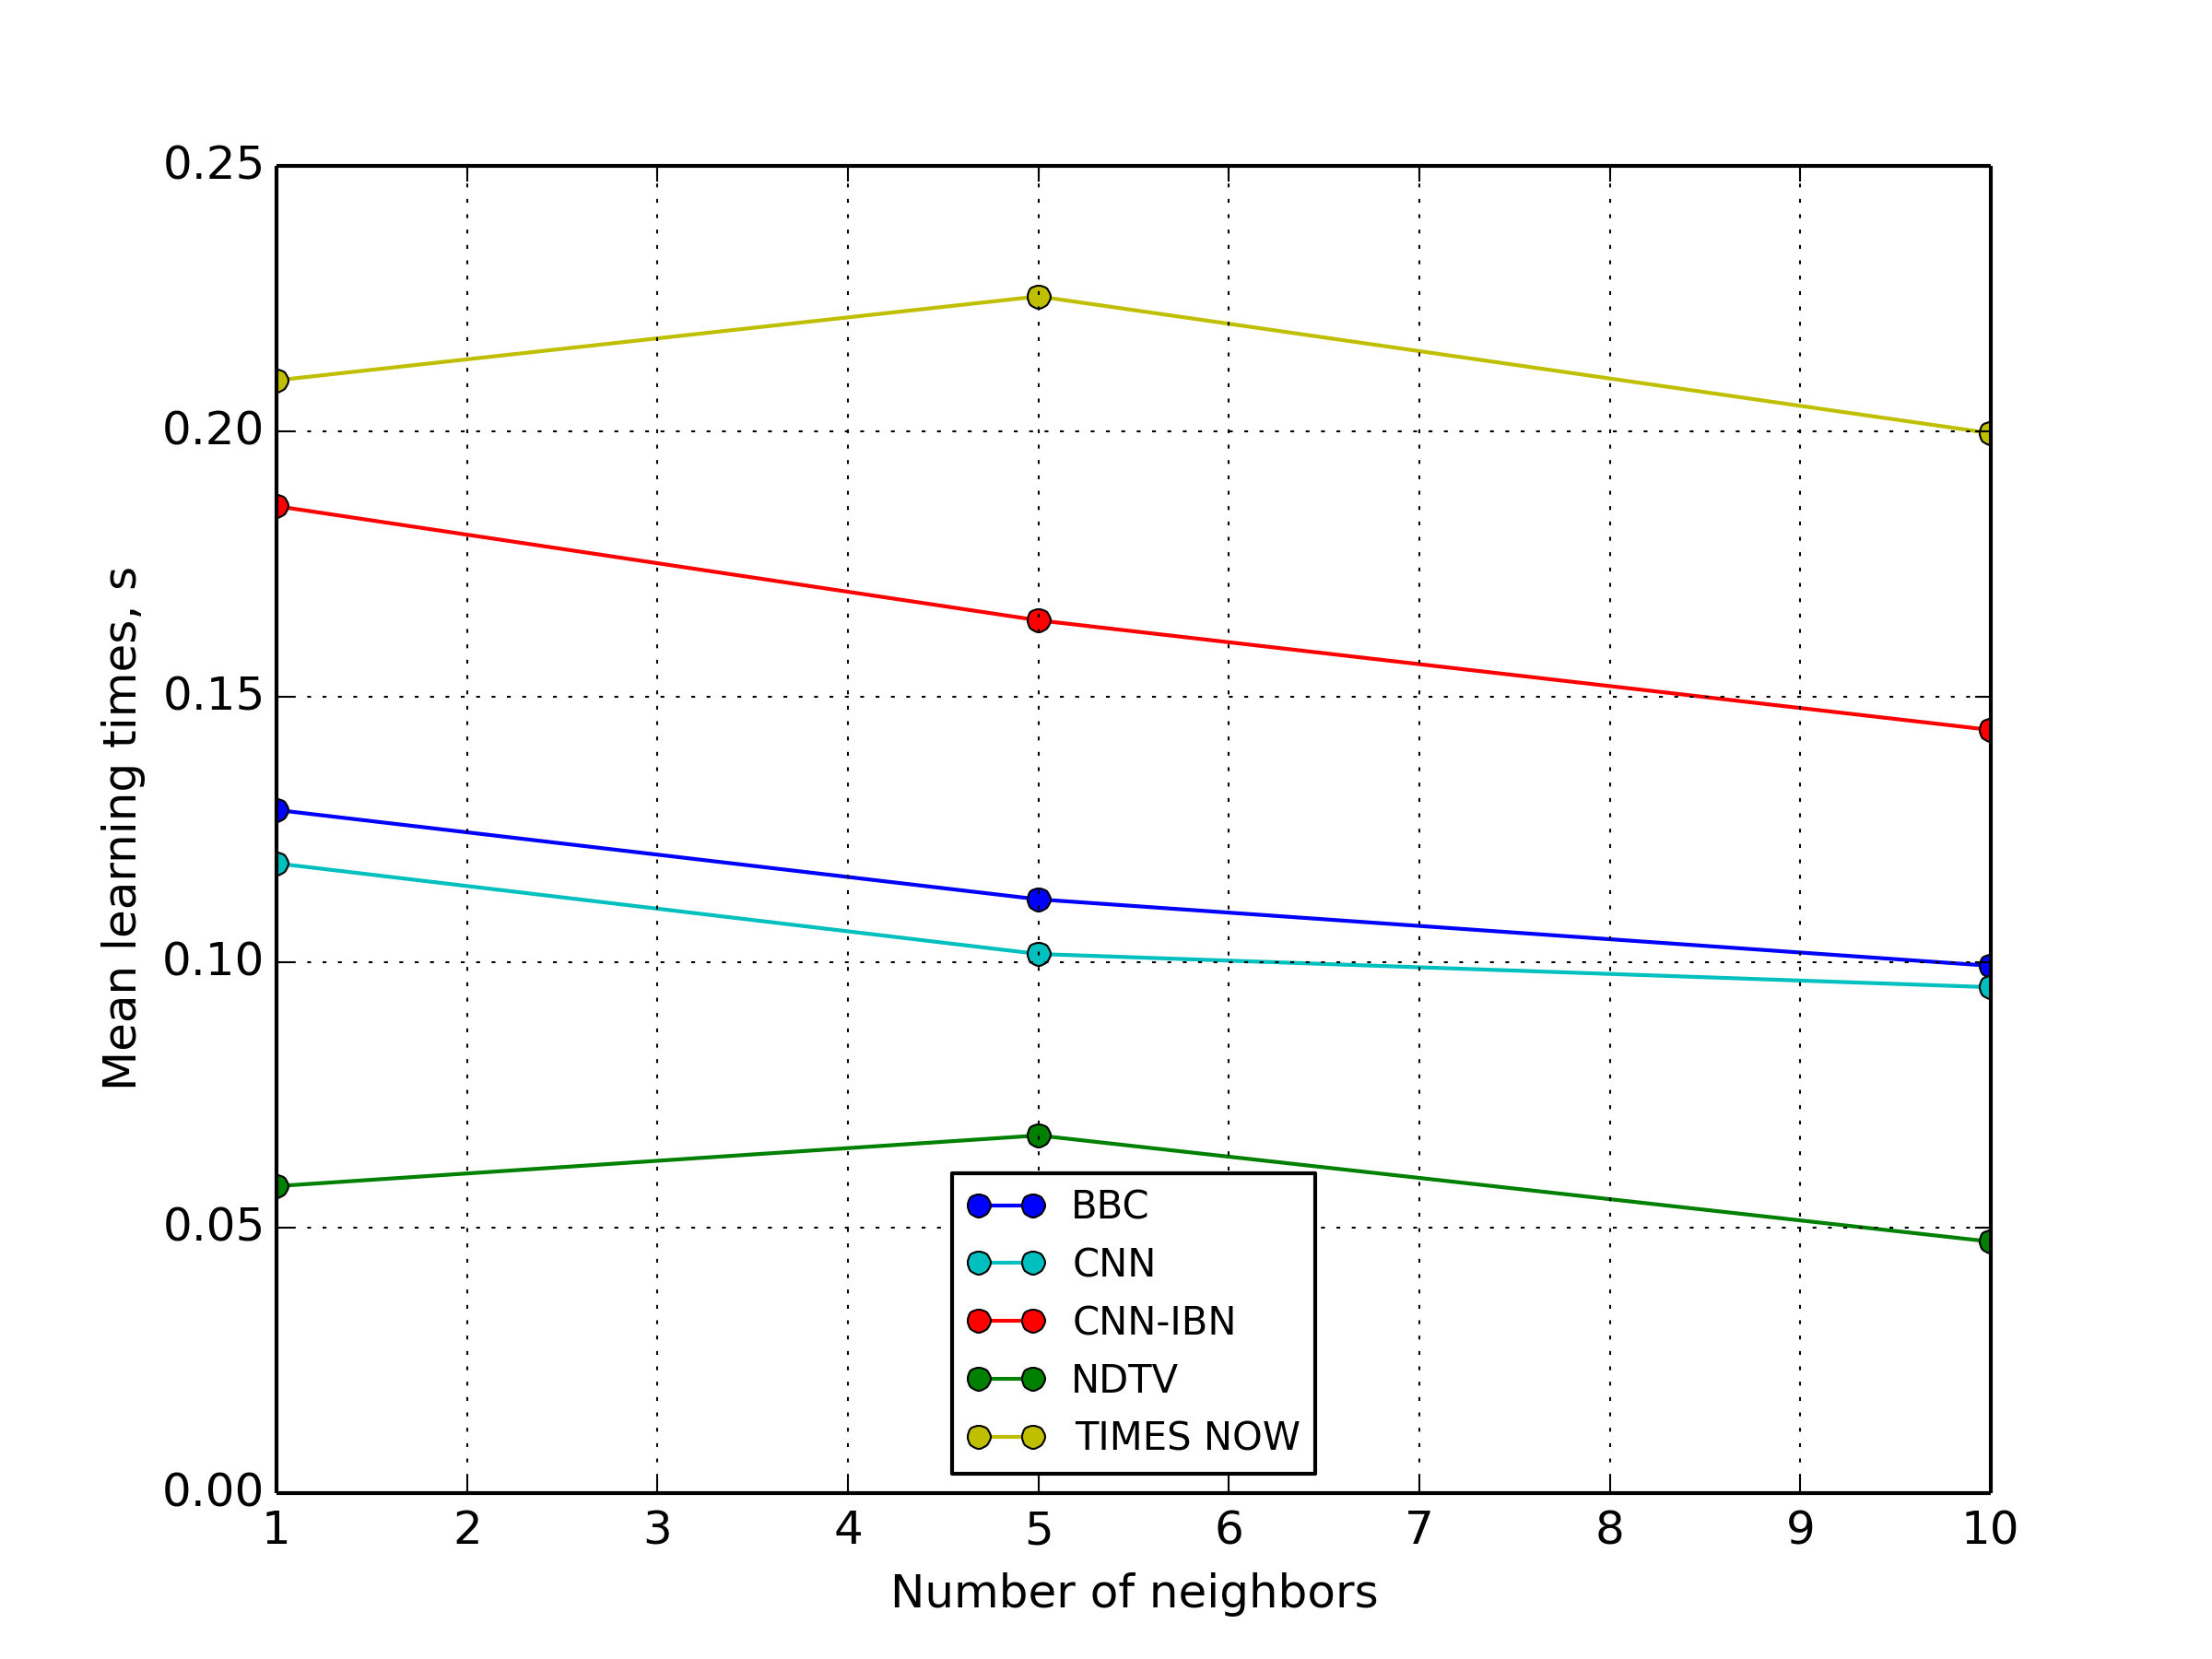 0.25
0.20
0.15
0.10
0.05
0.00
Mean learning times, s
BBC
CNN
CNN-IBN
NDTV
TIMES NOW
1 2 3 4 5 6 7 8 9 10
Number of neighbors